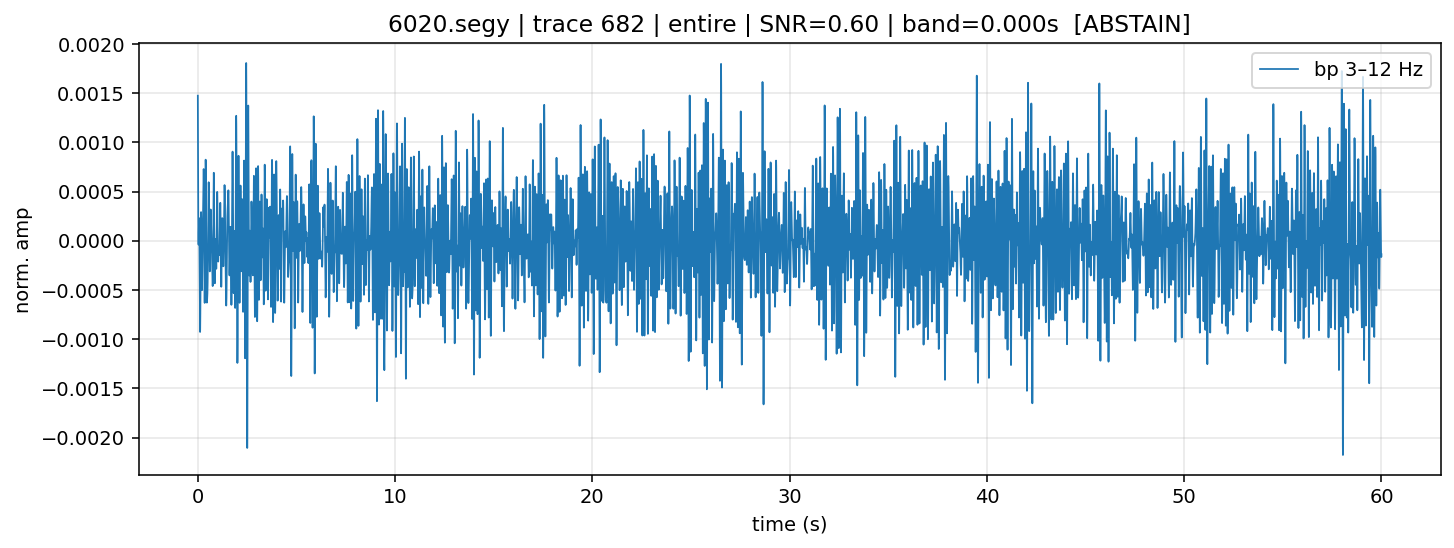 6020.segy | trace 682 | entire | SNR=0.60 | band=0.000s  [ABSTAIN]
bp 3–12 Hz
norm. amp
0.0020
0.0015
0.0010
0.0005
0.0000
−0.0005
−0.0010
−0.0015
−0.0020
0 10 20 30 40 50 60
time (s)